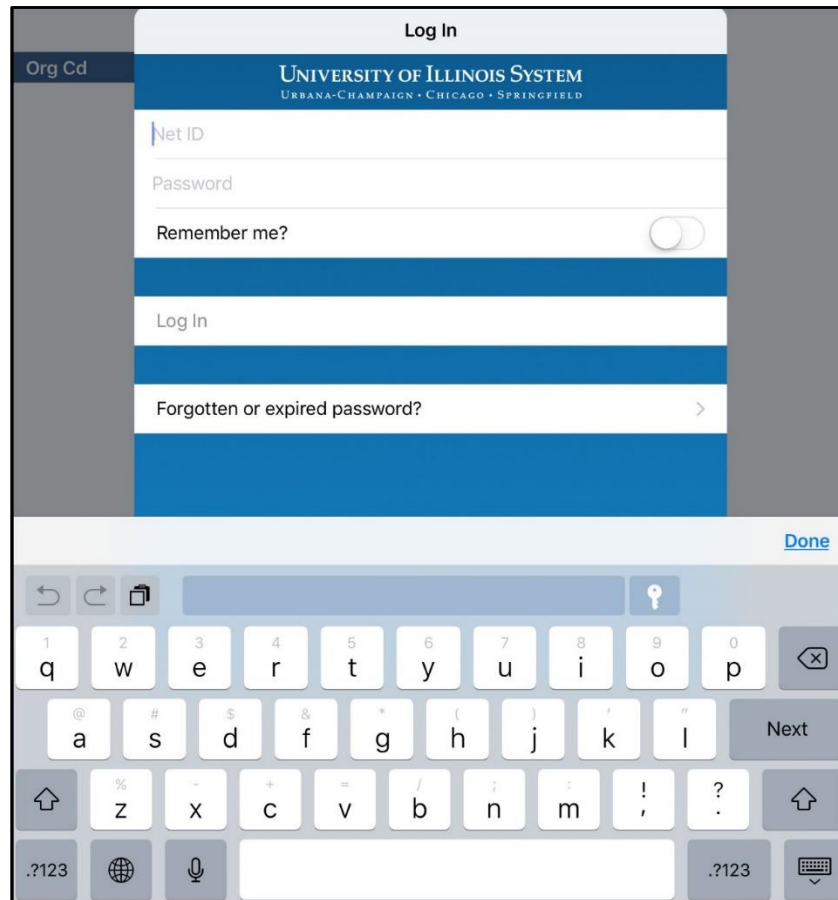 Log In
Org Cd
UNIVERSITY OF ILLINOIS SYSTEM
URBANA-CHAMPAIGN • CHICAGO • SPRINGFIELD
Net ID
Password
Remember me?
Log In
Forgotten or expired password?
Done
1 2 3 4 5 6 7 8 9 0
q w e r t y u i o p
@ # $ & * ( ) ' "
a s d f g h j k l Next
% - + = / ; : ! ?
z x c v b n m , .
.?123 .?123